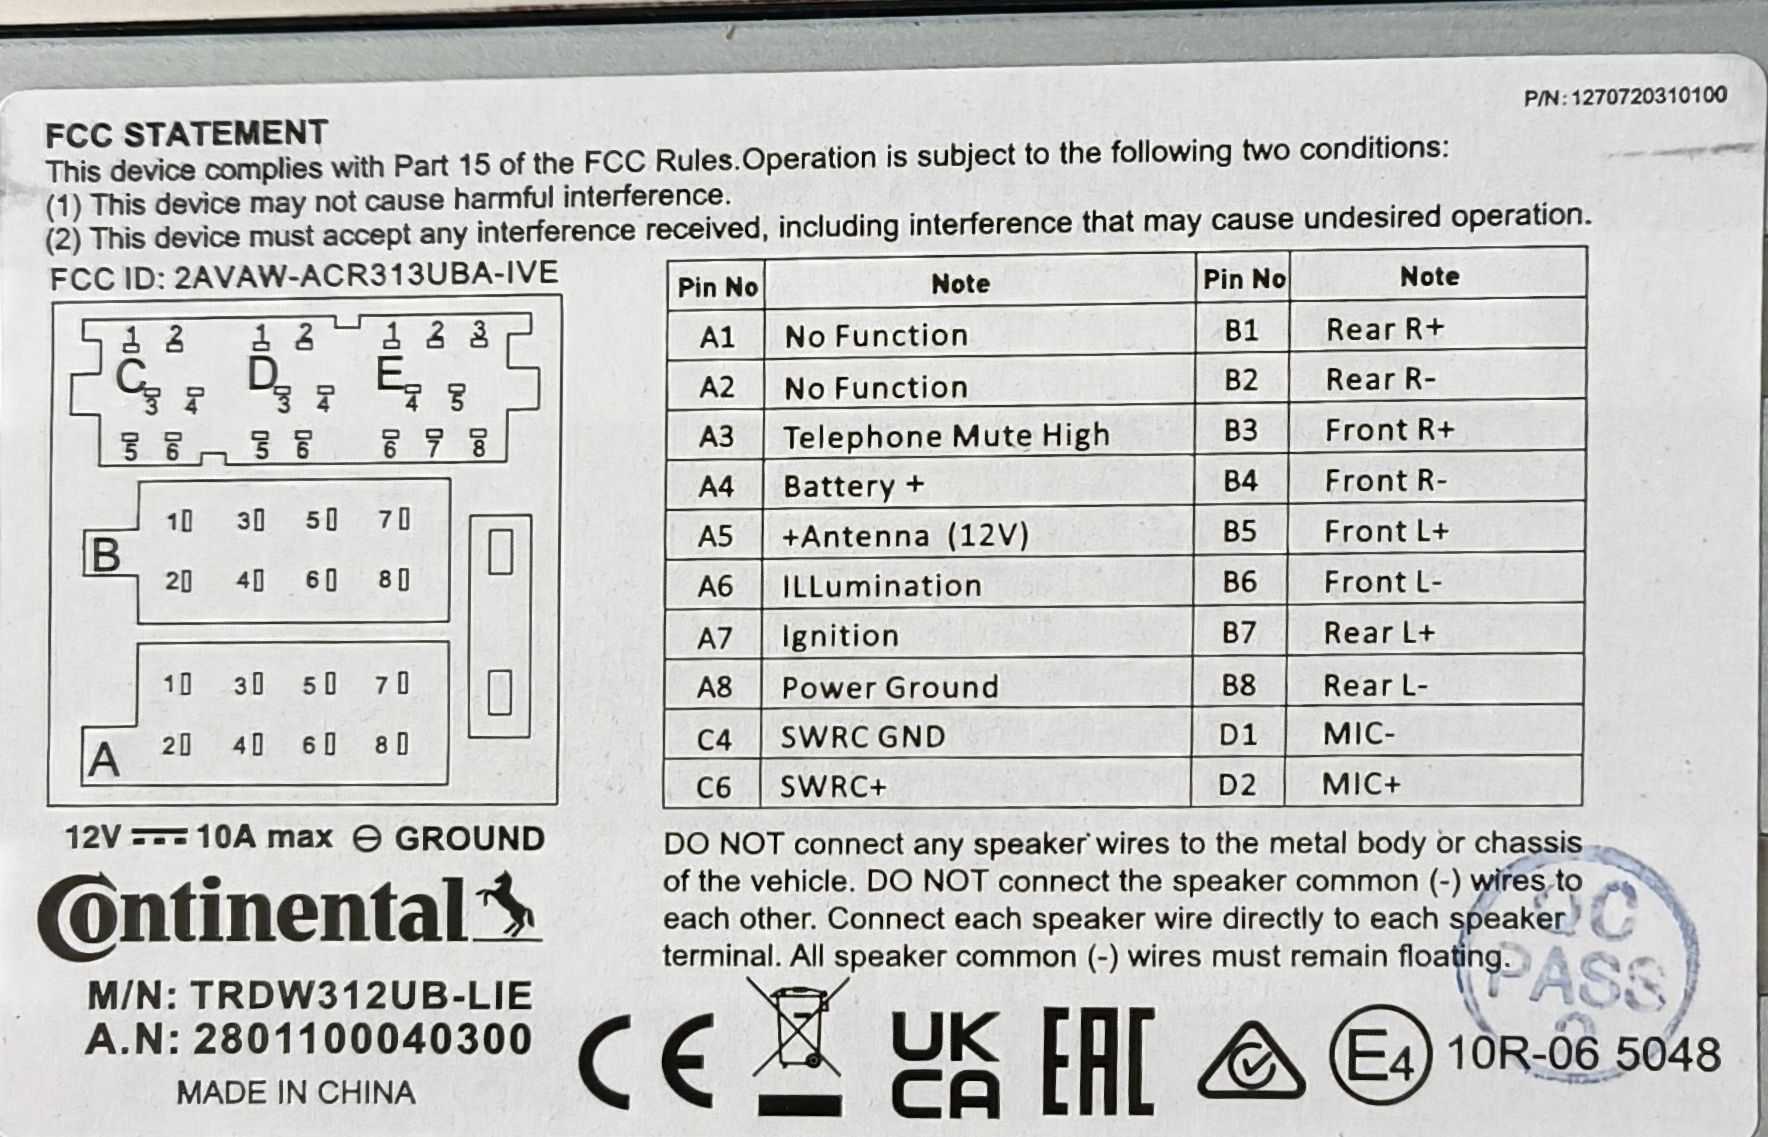 P/N:1270720310100
FCC STATEMENT
This device complies with Part 15 of the FCC Rules.Operation is subject to the following two conditions:
(1) This device may not cause harmful interference.
(2) This device must accept any interference received, including interference that may cause undesired operation.
FCC ID: 2AVAW-ACR313UBA-IVE
1 2 1 2 1 2 3
C D E
3 4 3 4 4 5
5 6 5 6 6 7 8
1 3 5 7
B
2 4 6 8
1 3 5 7
2 4 6 8
A
Pin No Note Pin No Note
A1 No Function B1 Rear R+
A2 No Function B2 Rear R-
A3 Telephone Mute High B3 Front R+
A4 Battery + B4 Front R-
A5 +Antenna (12V) B5 Front L+
A6 ILLumination B6 Front L-
A7 Ignition B7 Rear L+
A8 Power Ground B8 Rear L-
C4 SWRC GND D1 MIC-
C6 SWRC+ D2 MIC+
12V 10A max ⊖ GROUND
Continental
M/N: TRDW312UB-LIE
A.N: 2801100040300
MADE IN CHINA
DO NOT connect any speaker wires to the metal body or chassis
of the vehicle. DO NOT connect the speaker common (-) wires to
each other. Connect each speaker wire directly to each speaker
terminal. All speaker common (-) wires must remain floating.
QC
PASS
CE UK
CA EAC E4 10R-06 5048